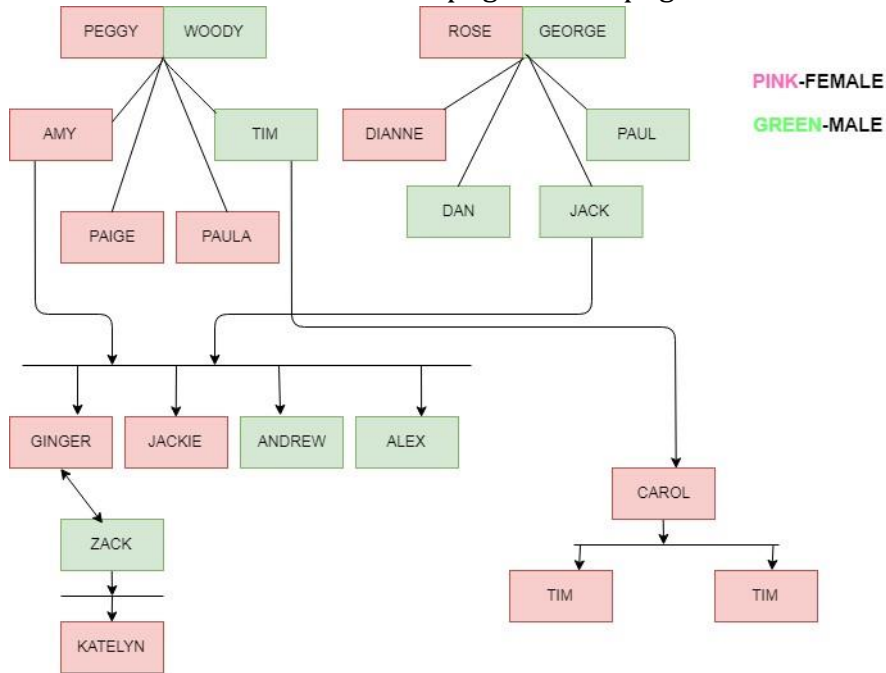 PEGGY WOODY
ROSE GEORGE
PINK-FEMALE
GREEN-MALE
AMY
TIM
DIANNE
PAUL
PAIGE
PAULA
DAN
JACK
GINGER
JACKIE
ANDREW
ALEX
CAROL
ZACK
TIM
TIM
KATELYN